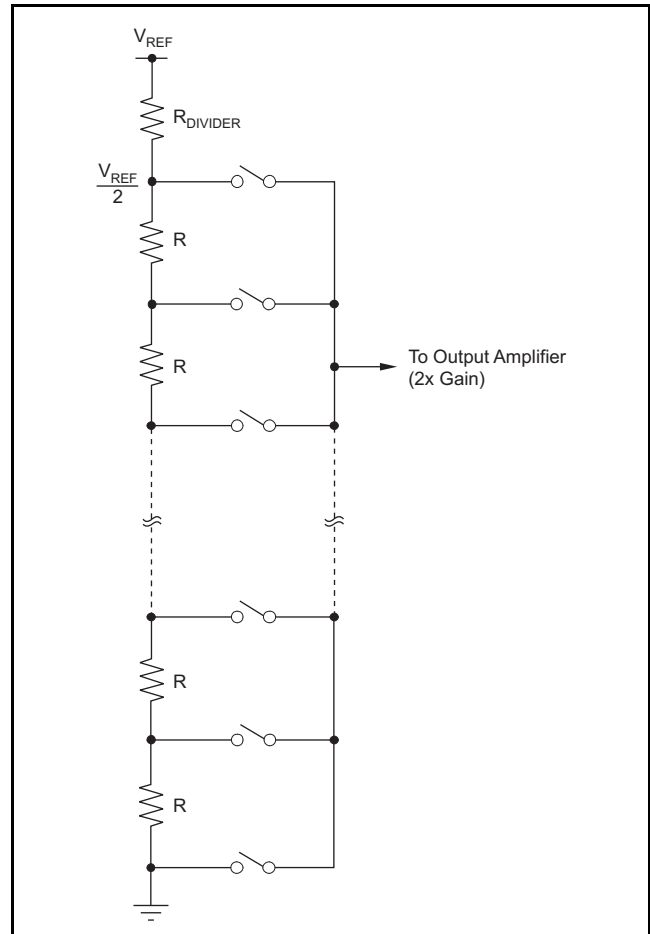 VREF
RDIVIDER
VREF
2
R
R
To Output Amplifier
(2x Gain)
R
R